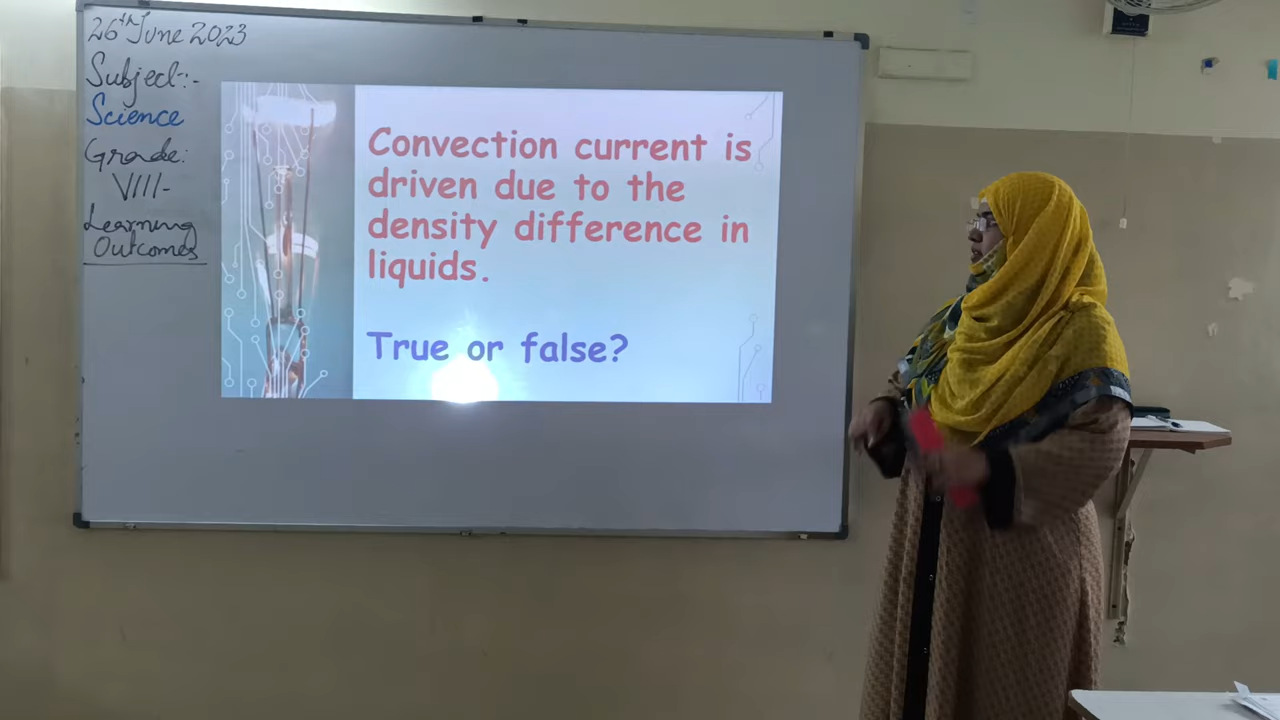 26th June 2023
Subject:-
Science
Grade:
VIII-
Learning
Outcomes
Convection current is
driven due to the
density difference in
liquids.
True or false?